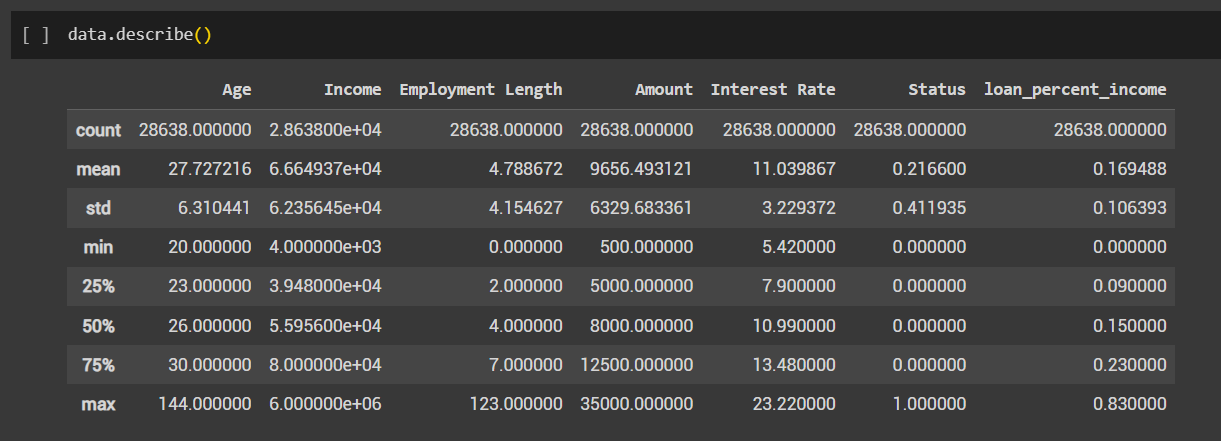 [ ] data.describe()
Age Income Employment Length Amount Interest Rate Status loan_percent_income
count 28638.000000 2.863800e+04 28638.000000 28638.000000 28638.000000 28638.000000 28638.000000
mean 27.727216 6.664937e+04 4.788672 9656.493121 11.039867 0.216600 0.169488
std 6.310441 6.235645e+04 4.154627 6329.683361 3.229372 0.411935 0.106393
min 20.000000 4.000000e+03 0.000000 500.000000 5.420000 0.000000 0.000000
25% 23.000000 3.948000e+04 2.000000 5000.000000 7.900000 0.000000 0.090000
50% 26.000000 5.595600e+04 4.000000 8000.000000 10.990000 0.000000 0.150000
75% 30.000000 8.000000e+04 7.000000 12500.000000 13.480000 0.000000 0.230000
max 144.000000 6.000000e+06 123.000000 35000.000000 23.220000 1.000000 0.830000